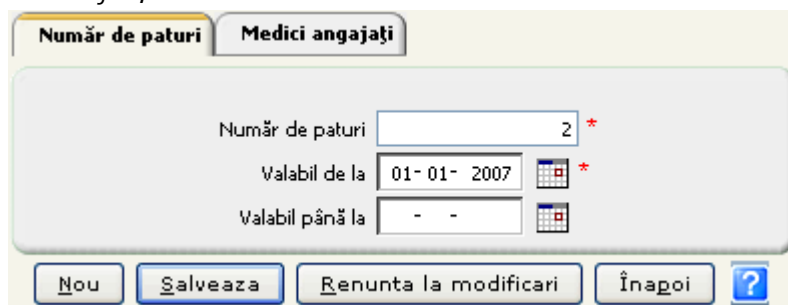 Număr de paturi Medici angajaţi
Număr de paturi 2 *
Valabil de la 01-01- 2007 *
Valabil până la - -
Nou Salveaza Renunta la modificari Înapoi ?